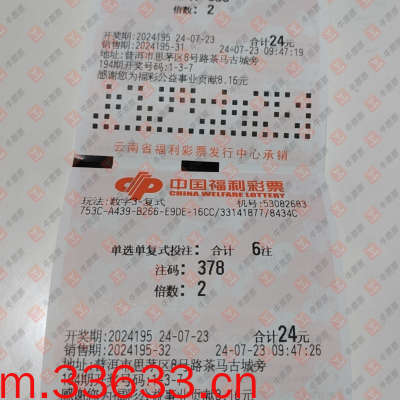 倍数: 2
开奖期:2024195 24-07-23 合计24元
销售期:2024195-31 24-07-23 09:47:19
地址:普洱市思茅区8号路茶马古城旁
194期开奖号码:1-3-7
感谢您为福彩公益事业贡献8.16元
云南省福利彩票发行中心承销
中国福利彩票
CHINA WELFARE LOTTERY
玩法:数字3-复式 机号:53082683
753C-A439-B266-E9DE-16CC/33141877/8434C
单选单复式投注: 合计 6注
注码: 378
倍数: 2
开奖期:2024195 24-07-23 合计24元
销售期:2024195-32 24-07-23 09:47:26
地址:普洱市思茅区8号路茶马古城旁
m.33633.cn